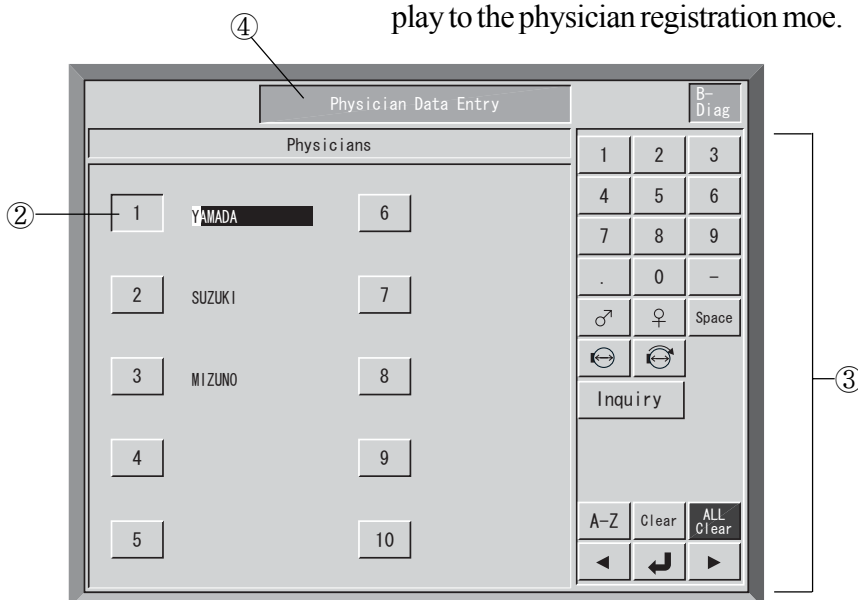 play to the physician registration moe.
④
Physician Data Entry
B-
Diag
Physicians
1 2 3
② 1 YAMADA 6
4 5 6
7 8 9
2 SUZUKI 7
. 0 −
♂ ♀ Space
3 MIZUNO 8
③
Inquiry
4 9
A−Z Clear ALL
Clear
5 10
◄ ↵ ►